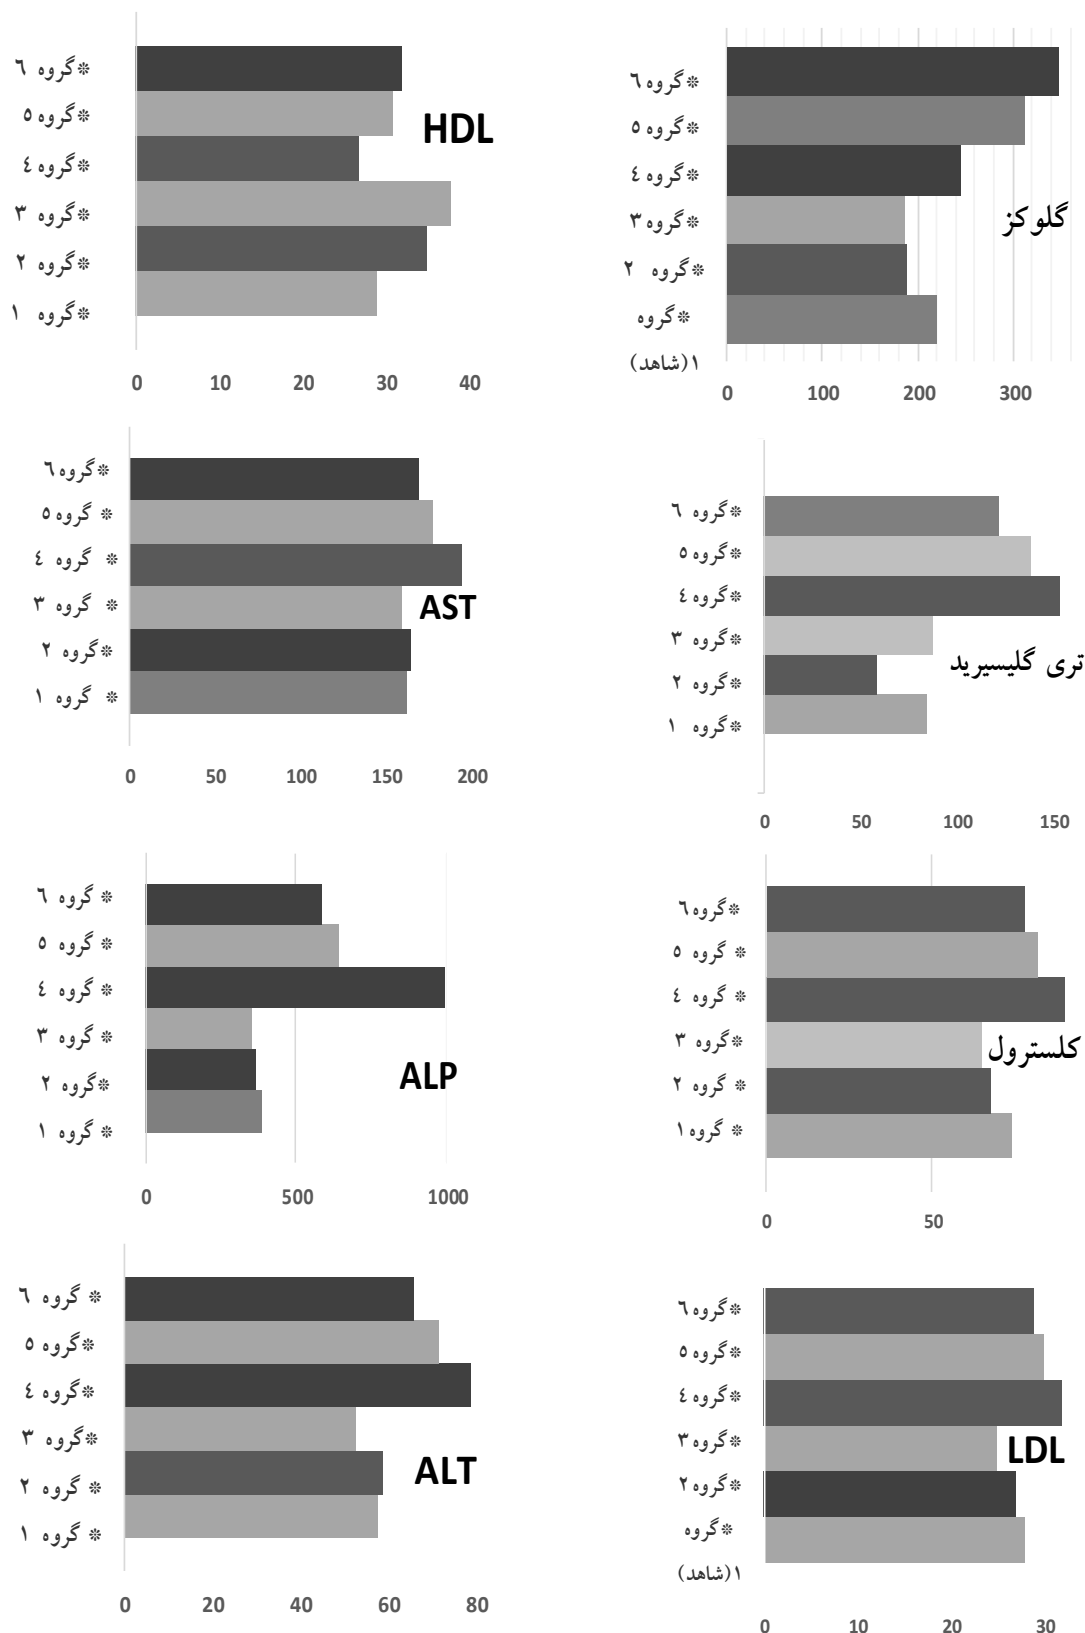 *گروه ٦
*گروه ٥
*گروه ٤
*گروه ٣
*گروه ٢
*گروه ١
HDL
0 10 20 30 40
*گروه ٦
*گروه ٥
*گروه ٤
*گروه ٣
*گروه ٢
*گروه
١(شاهد)
گلوکز
0 100 200 300
*گروه ٦
* گروه ٥
* گروه ٤
* گروه ٣
*گروه ٢
* گروه ١
AST
0 50 100 150 200
*گروه ٦
*گروه ٥
*گروه ٤
*گروه ٣
*گروه ٢
*گروه ١
تری گلیسیرید
0 50 100 150
* گروه ٦
* گروه ٥
* گروه ٤
* گروه ٣
*گروه ٢
* گروه ١
ALP
0 500 1000
*گروه ٦
* گروه ٥
* گروه ٤
*گروه ٣
* گروه ٢
* گروه ١
کلسترول
0 50
* گروه ٦
*گروه ٥
*گروه ٤
*گروه ٣
* گروه ٢
* گروه ١
ALT
0 20 40 60 80
*گروه ٦
*گروه ٥
*گروه ٤
*گروه ٣
*گروه ٢
*گروه
١(شاهد)
LDL
0 10 20 30